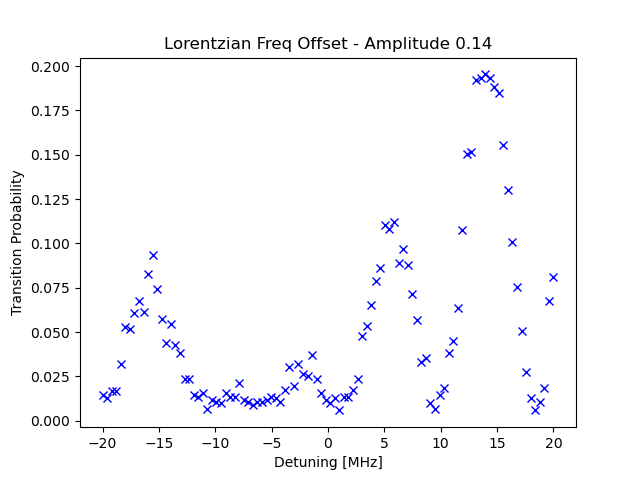 Lorentzian Freq Offset - Amplitude 0.14
0.200
0.175
0.150
0.125
0.100
0.075
0.050
0.025
0.000
Transition Probability
−20 −15 −10 −5 0 5 10 15 20
Detuning [MHz]